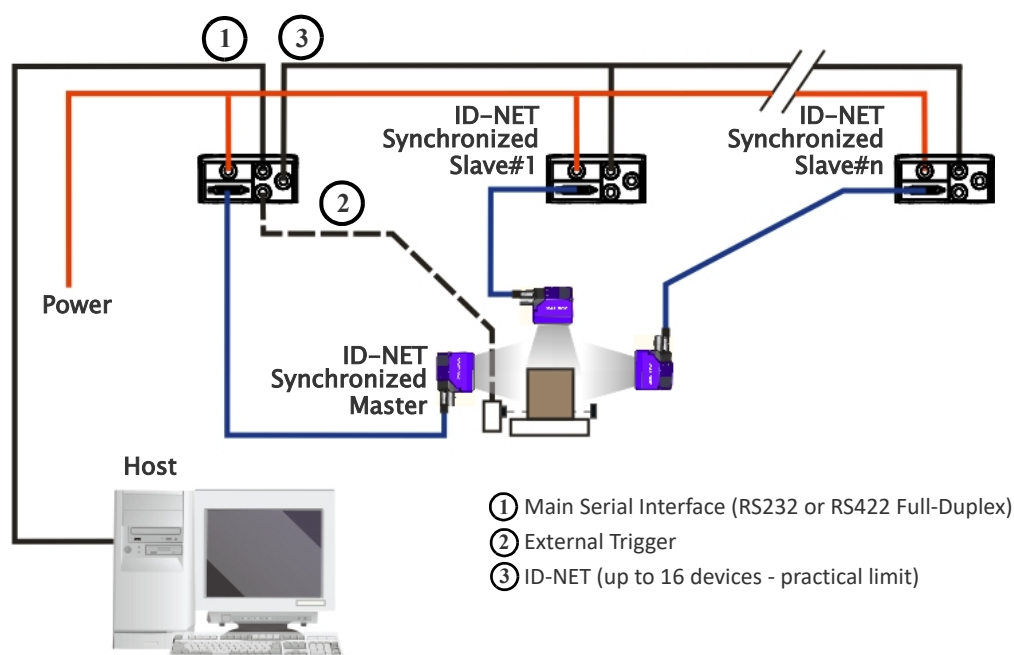 1
3
ID-NET
Synchronized
Slave#1
ID-NET
Synchronized
Slave#n
2
Power
ID-NET
Synchronized
Master
Host
1 Main Serial Interface (RS232 or RS422 Full-Duplex)
2 External Trigger
3 ID-NET (up to 16 devices - practical limit)